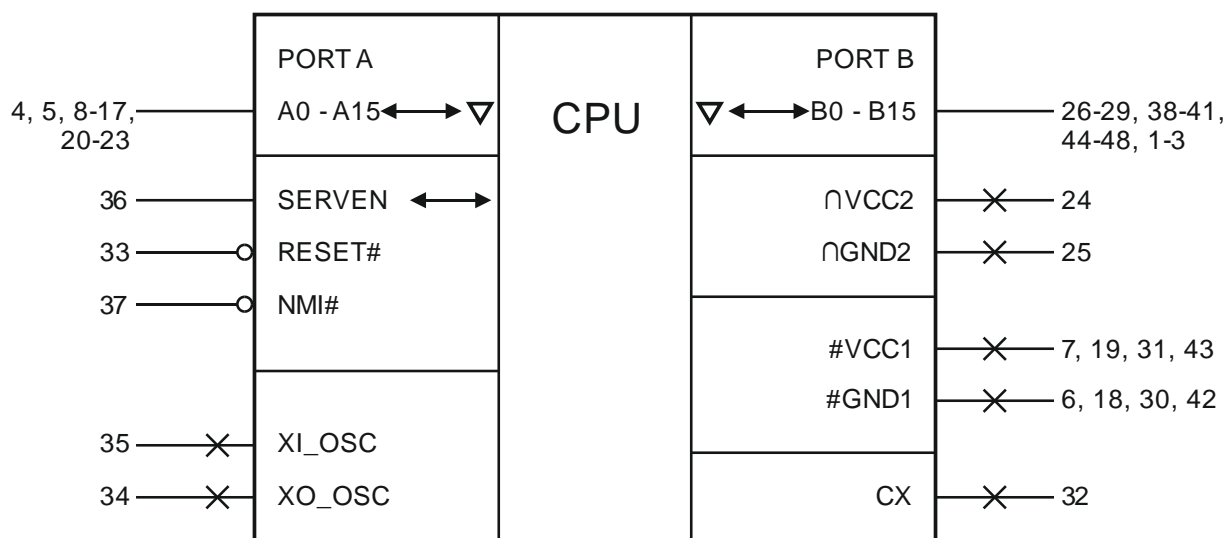 PORT A
CPU
PORT B
4, 5, 8-17,
20-23
A0 - A15
B0 - B15
26-29, 38-41,
44-48, 1-3
36
SERVEN
∩VCC2
24
33
RESET#
∩GND2
25
37
NMI#
#VCC1
7, 19, 31, 43
#GND1
6, 18, 30, 42
35
XI_OSC
34
XO_OSC
CX
32